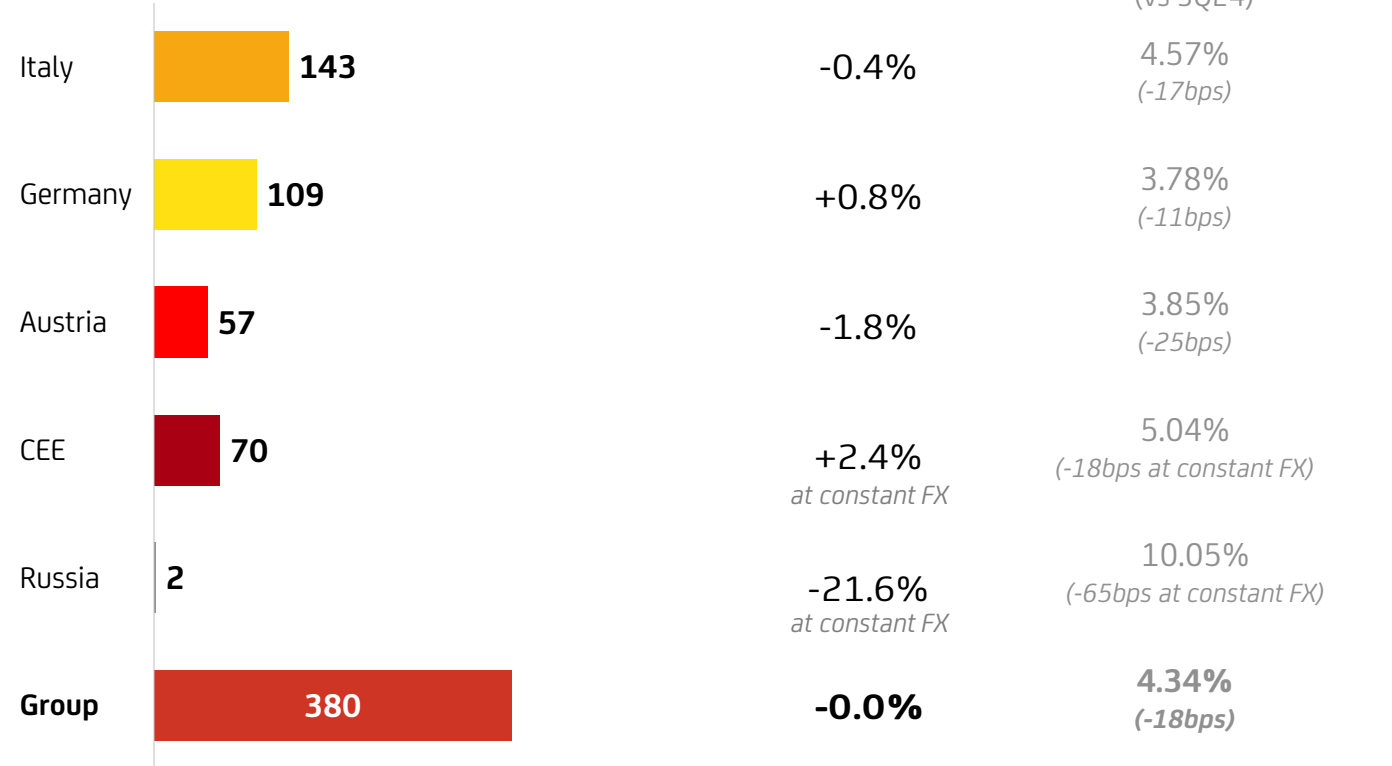 Italy 143 -0.4% 4.57%
(-17bps)
Germany 109 +0.8% 3.78%
(-11bps)
Austria 57 -1.8% 3.85%
(-25bps)
CEE 70 +2.4% 5.04%
at constant FX (-18bps at constant FX)
Russia 2 -21.6% 10.05%
at constant FX (-65bps at constant FX)
Group 380 -0.0% 4.34%
(-18bps)